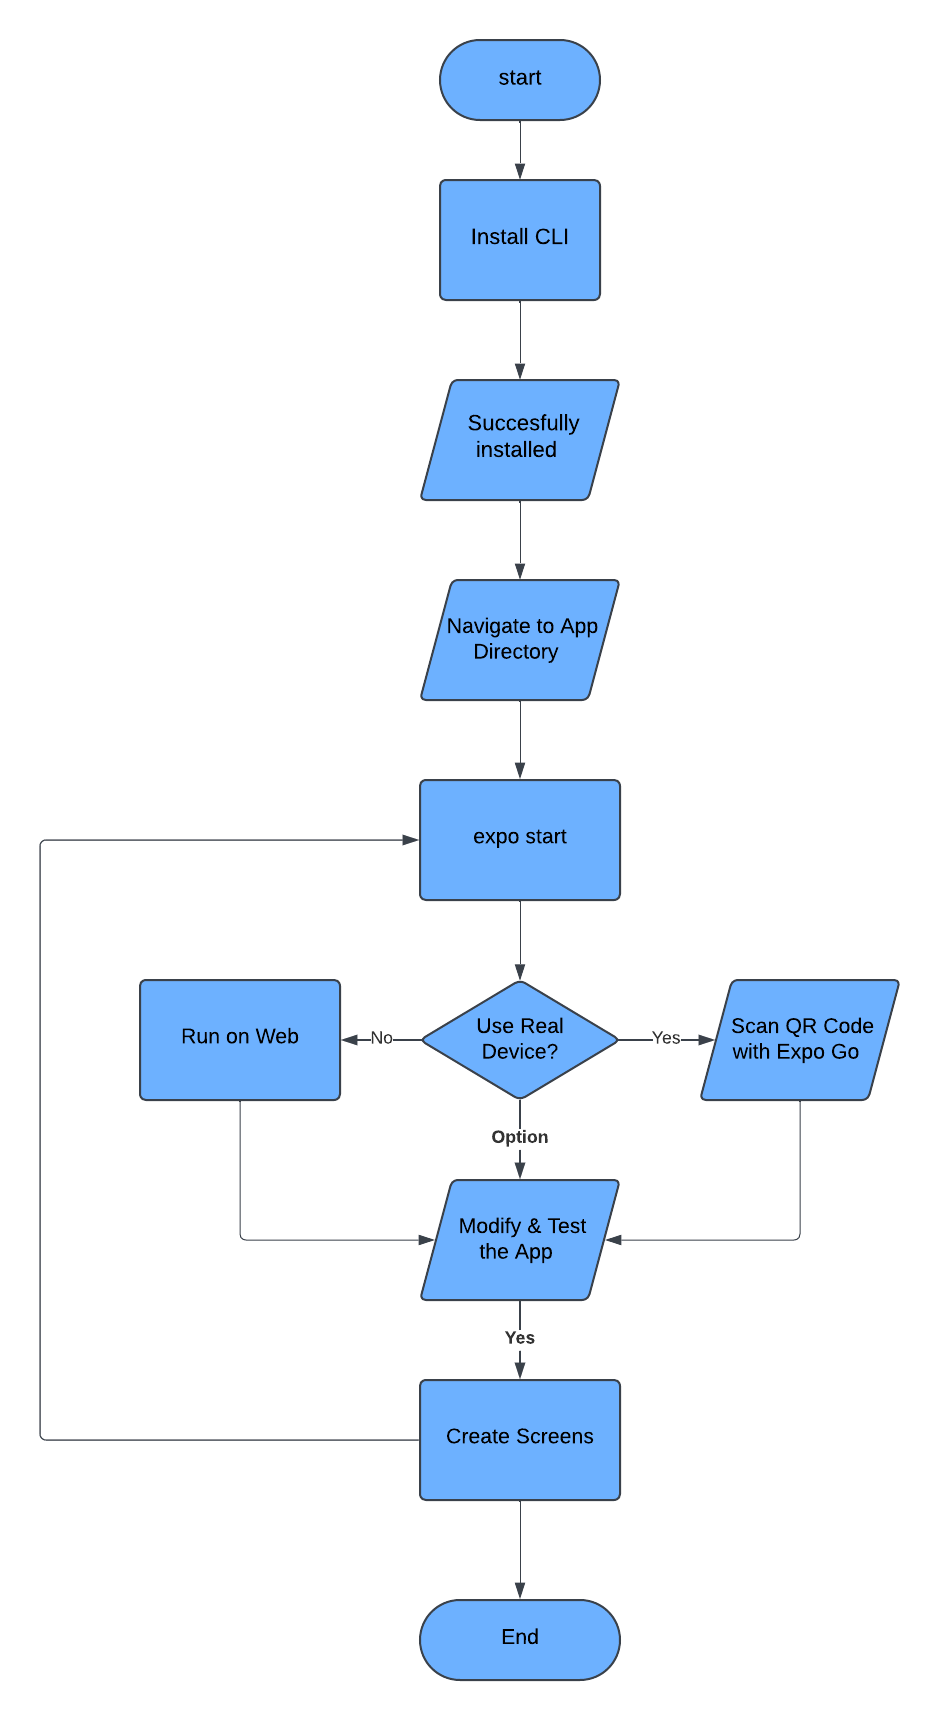 start
Install CLI
Succesfully
installed
Navigate to App
Directory
expo start
Run on Web
No
Use Real
Device?
Yes
Scan QR Code
with Expo Go
Option
Modify & Test
the App
Yes
Create Screens
End